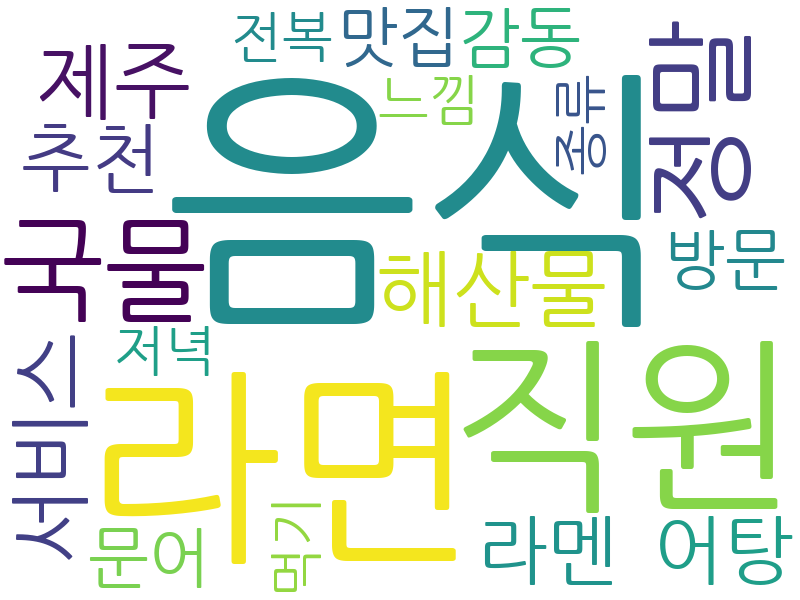 전복
맛집
감동
제주
음식
정말
느낌
종류
추천
국물
해산물
방문
저녁
직원
서비스
라면
먹기
문어
라멘
어탕